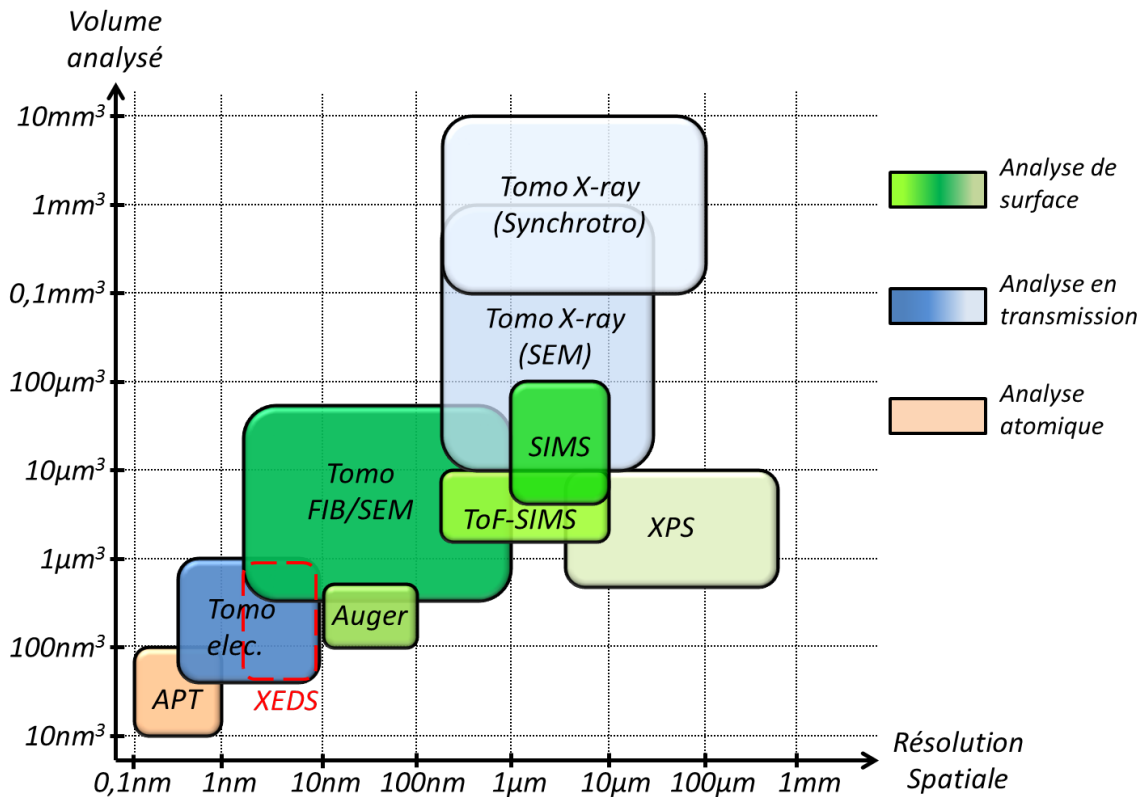 Volume
analysé
10mm³
1mm³
0,1mm³
100µm³
10µm³
1µm³
100nm³
10nm³
Tomo X-ray
(Synchrotro)
Tomo X-ray
(SEM)
SIMS
Tomo
FIB/SEM
ToF-SIMS
XPS
Tomo
elec.
Auger
APT
XEDS
0,1nm 1nm 10nm 100nm 1µm 10µm 100µm 1mm
Résolution
Spatiale
Analyse de
surface
Analyse en
transmission
Analyse
atomique